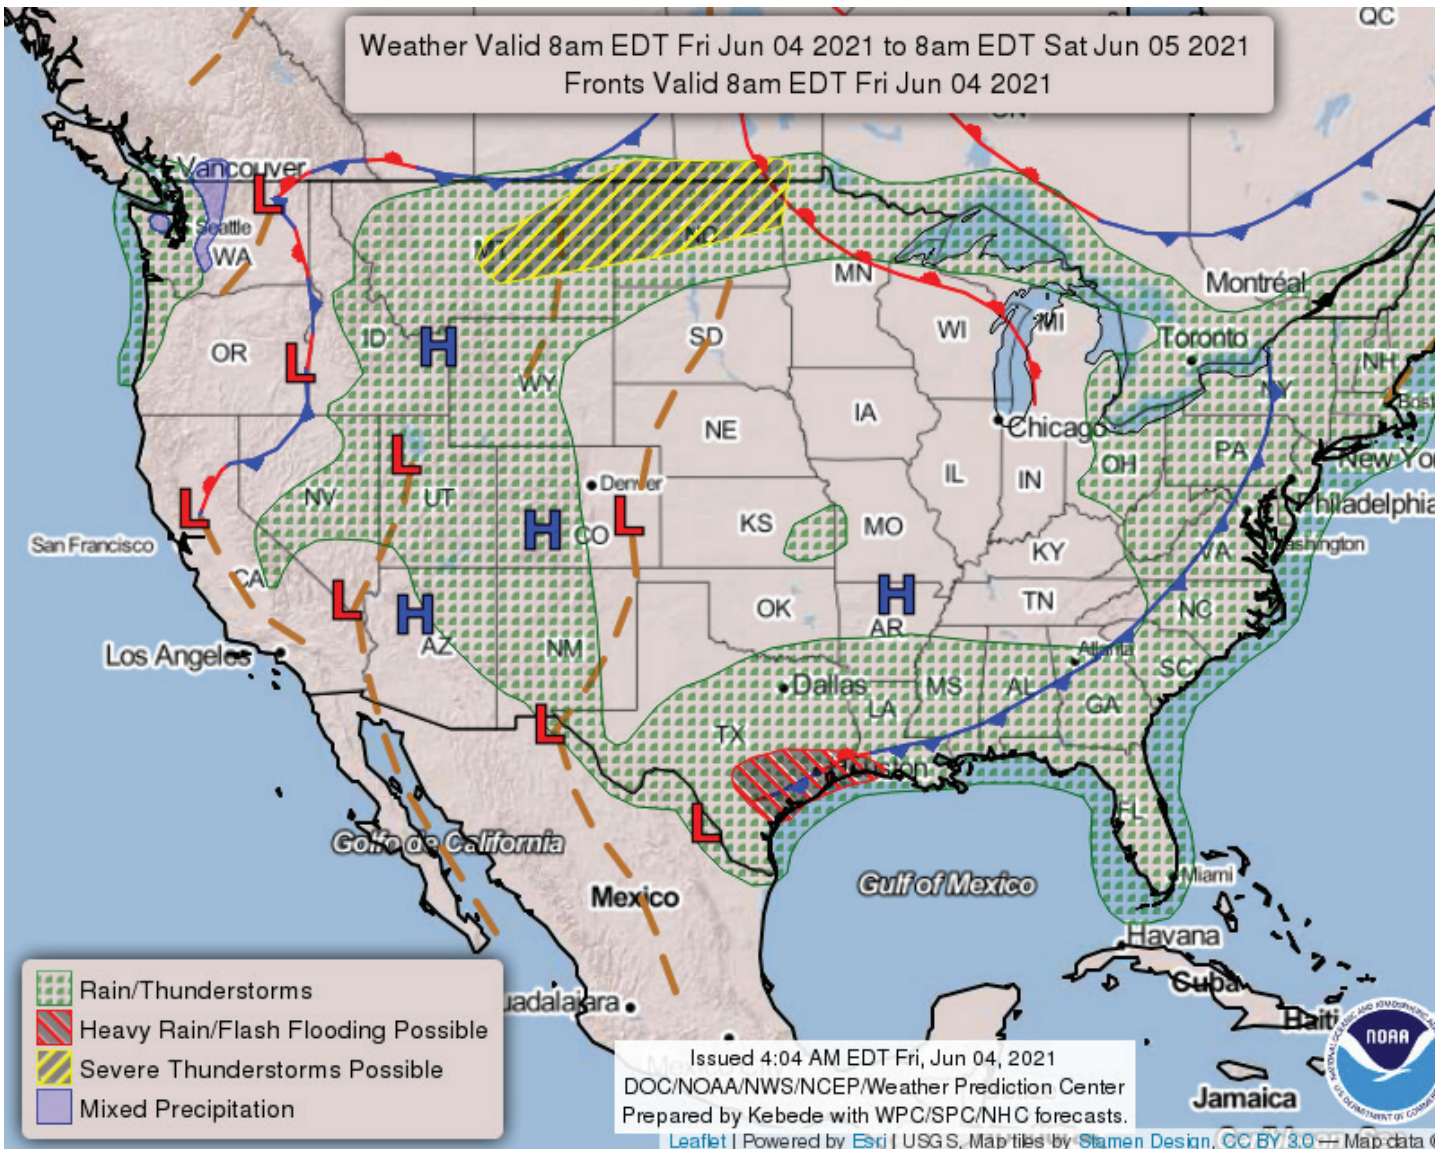 QC
Weather Valid 8am EDT Fri Jun 04 2021 to 8am EDT Sat Jun 05 2021
Fronts Valid 8am EDT Fri Jun 04 2021
ON
Vancouver
L
Seattle
WA
MT
ND
MN
Montréal
OR
ID
H
SD
WI
MI
Toronto
NH
L
WY
NY
IA
NE
Chicago
PA
OH
New Yo
L
NV
UT
Denver
IL
IN
Philadelphia
L
San Francisco
H
CO
L
KS
MO
KY
VA
ashington
CA
L
H
AZ
NM
OK
H
AR
TN
NC
Los Angeles
Atlanta
SC
Dallas
LA
MS
AL
GA
L
TX
Houston
L
FL
Golfo de California
Mexico
Gulf of Mexico
Miami
Havana
Cuba
Haiti
uadalajara
Jamaica
NOAA
Rain/Thunderstorms
Heavy Rain/Flash Flooding Possible
Severe Thunderstorms Possible
Mixed Precipitation
Issued 4:04 AM EDT Fri, Jun 04, 2021
DOC/NOAA/NWS/NCEP/Weather Prediction Center
Prepared by Kebede with WPC/SPC/NHC forecasts.
Leaflet | Powered by Esri | USGS, Map tiles by Stamen Design, CC BY 3.0 — Map data ©